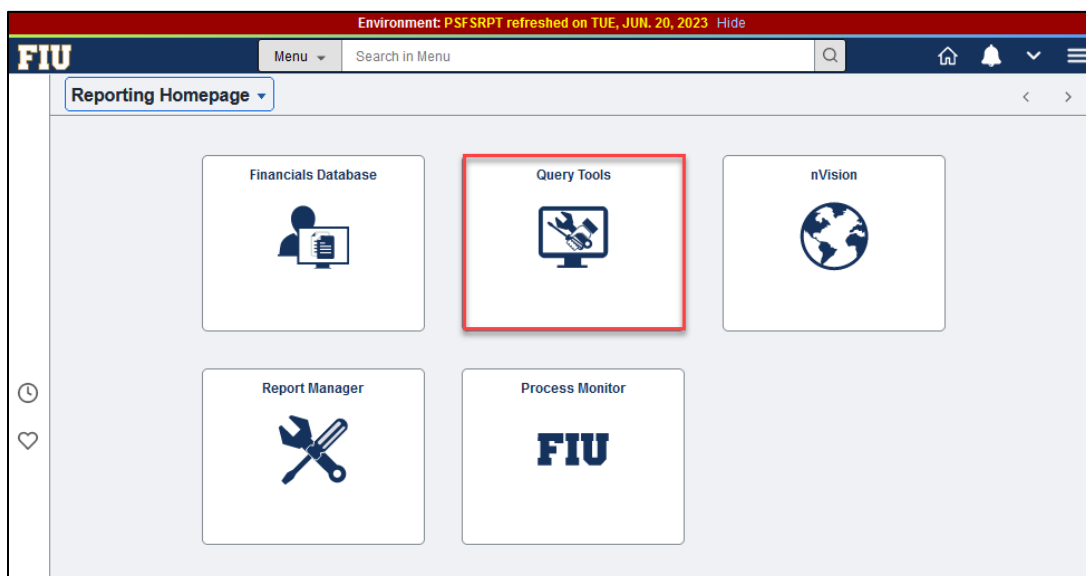 Environment: PSFSRPT refreshed on TUE, JUN. 20, 2023 Hide
FIU Menu Search in Menu
Reporting Homepage
Financials Database Query Tools nVision
Report Manager Process Monitor
FIU